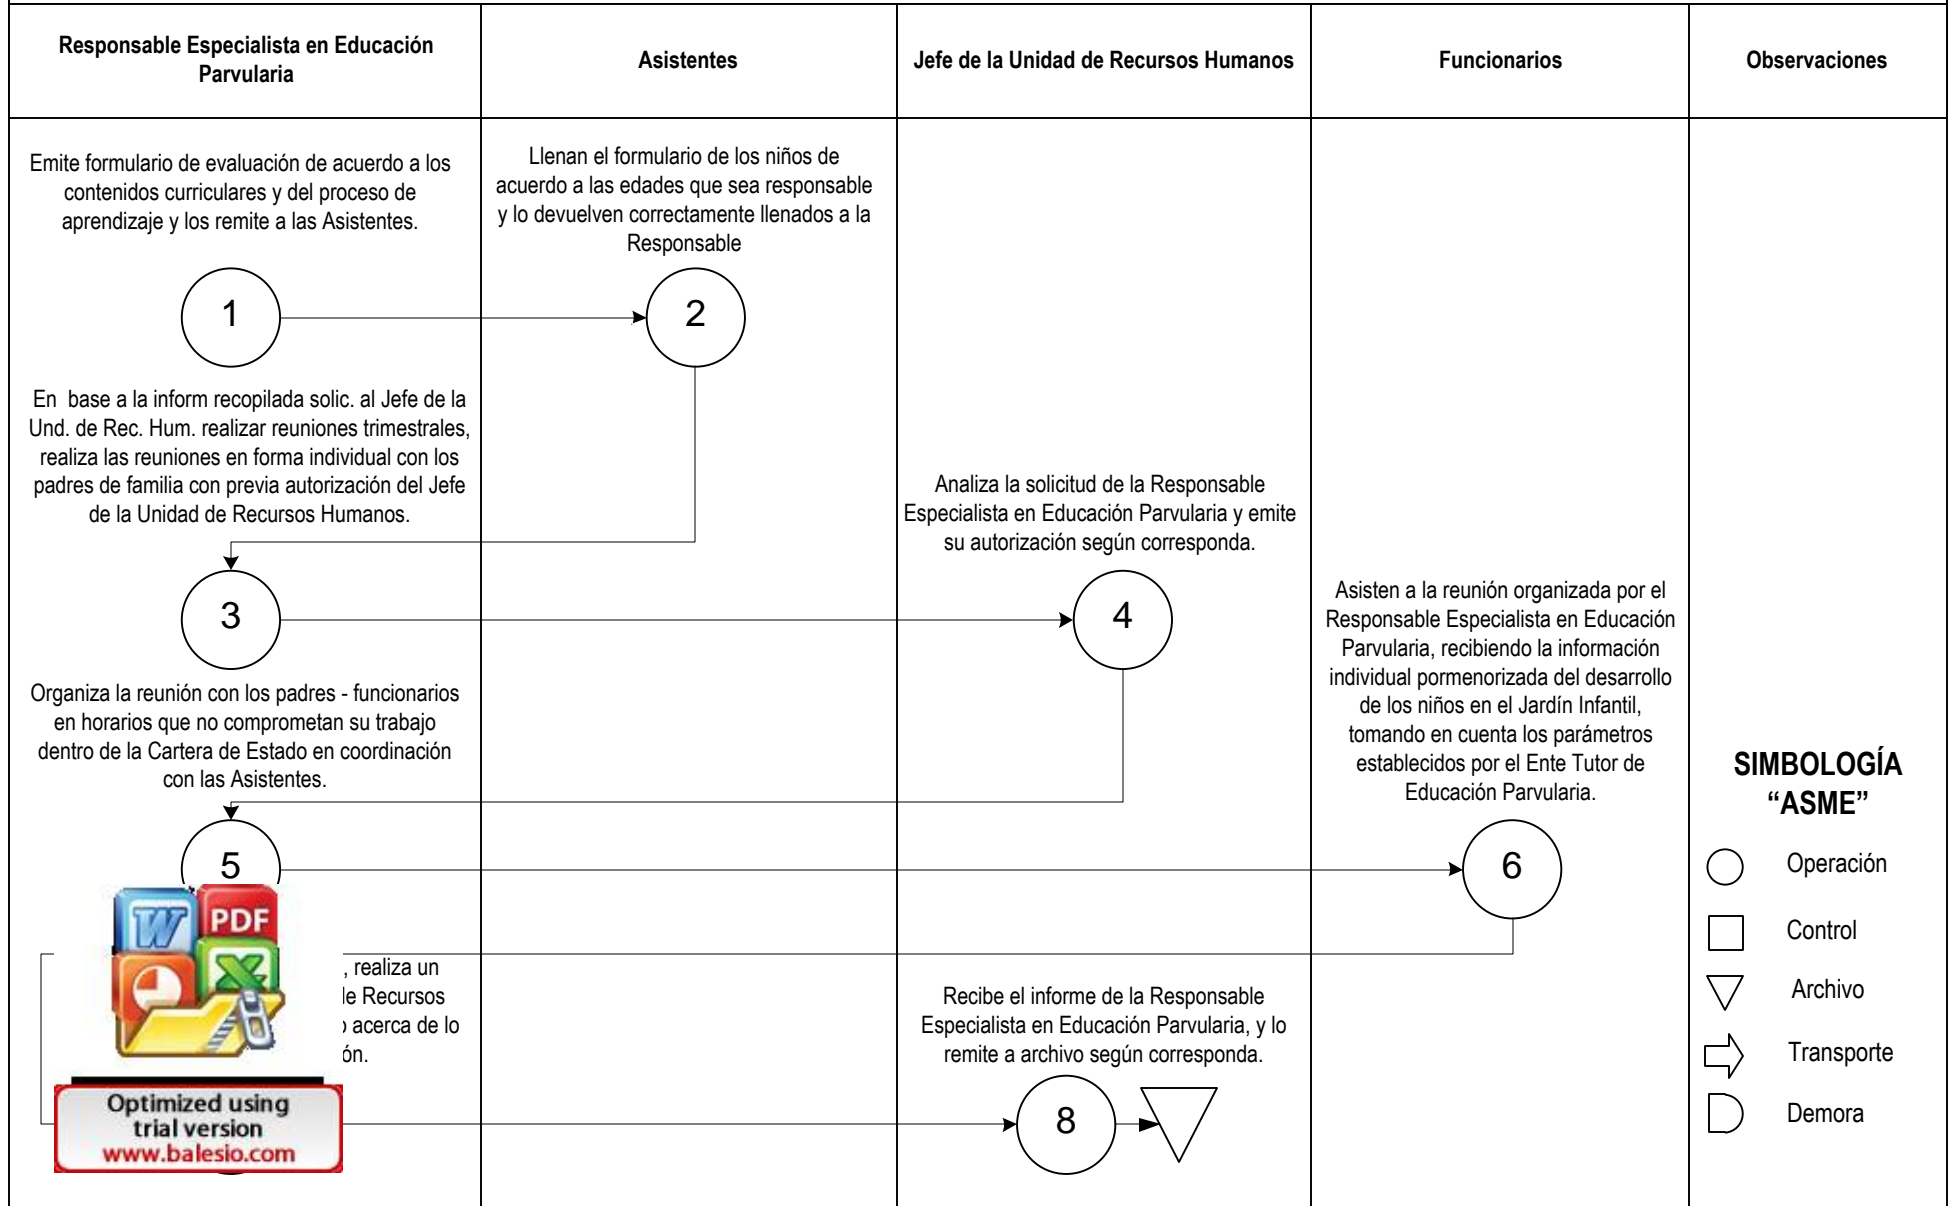 Responsable Especialista en Educación
Parvularia
Asistentes
Jefe de la Unidad de Recursos Humanos
Funcionarios
Observaciones
Emite formulario de evaluación de acuerdo a los
contenidos curriculares y del proceso de
aprendizaje y los remite a las Asistentes.
1
Llenan el formulario de los niños de
acuerdo a las edades que sea responsable
y lo devuelven correctamente llenados a la
Responsable
2
En  base a la inform recopilada solic. al Jefe de la
Und. de Rec. Hum. realizar reuniones trimestrales,
realiza las reuniones en forma individual con los
padres de familia con previa autorización del Jefe
de la Unidad de Recursos Humanos.
3
Analiza la solicitud de la Responsable
Especialista en Educación Parvularia y emite
su autorización según corresponda.
4
Organiza la reunión con los padres - funcionarios
en horarios que no comprometan su trabajo
dentro de la Cartera de Estado en coordinación
con las Asistentes.
5
Asisten a la reunión organizada por el
Responsable Especialista en Educación
Parvularia, recibiendo la información
individual pormenorizada del desarrollo
de los niños en el Jardín Infantil,
tomando en cuenta los parámetros
establecidos por el Ente Tutor de
Educación Parvularia.
6
, realiza un
Recursos
acerca de lo
W
PDF
X
Optimized using
trial version
www.balesio.com
Recibe el informe de la Responsable
Especialista en Educación Parvularia, y lo
remite a archivo según corresponda.
8
SIMBOLOGÍA
“ASME”
Operación
Control
Archivo
Transporte
Demora